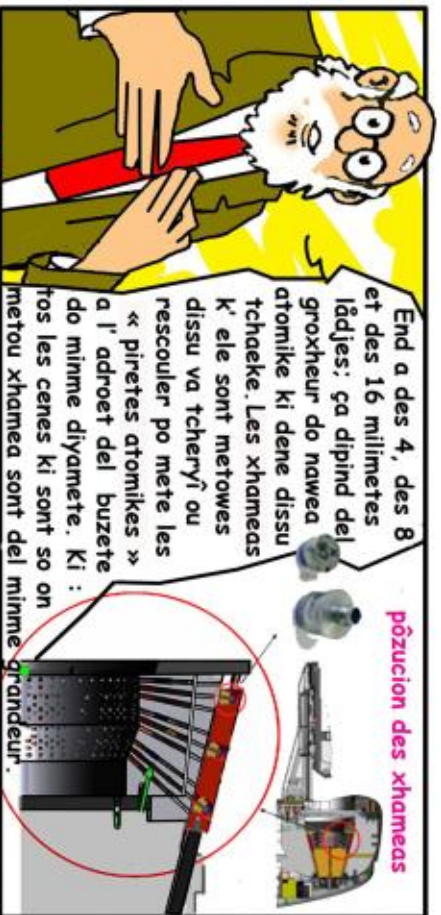 pôzucion des xhameas
End a des 4, des 8
et des 16 milimetes
lådjes; ça dipind del
groxheur do nawea
atomike ki dene dissu
tchaeke. Les xhameas
k' ele sont metowes
dissu va tcheryî ou
rescouler po mete les
« piretes atomikes »
a l' adroet del buzete
do minme diyamete. Ki :
tos les cenes ki sont so on
metou xhamea sont del minme grandeur.